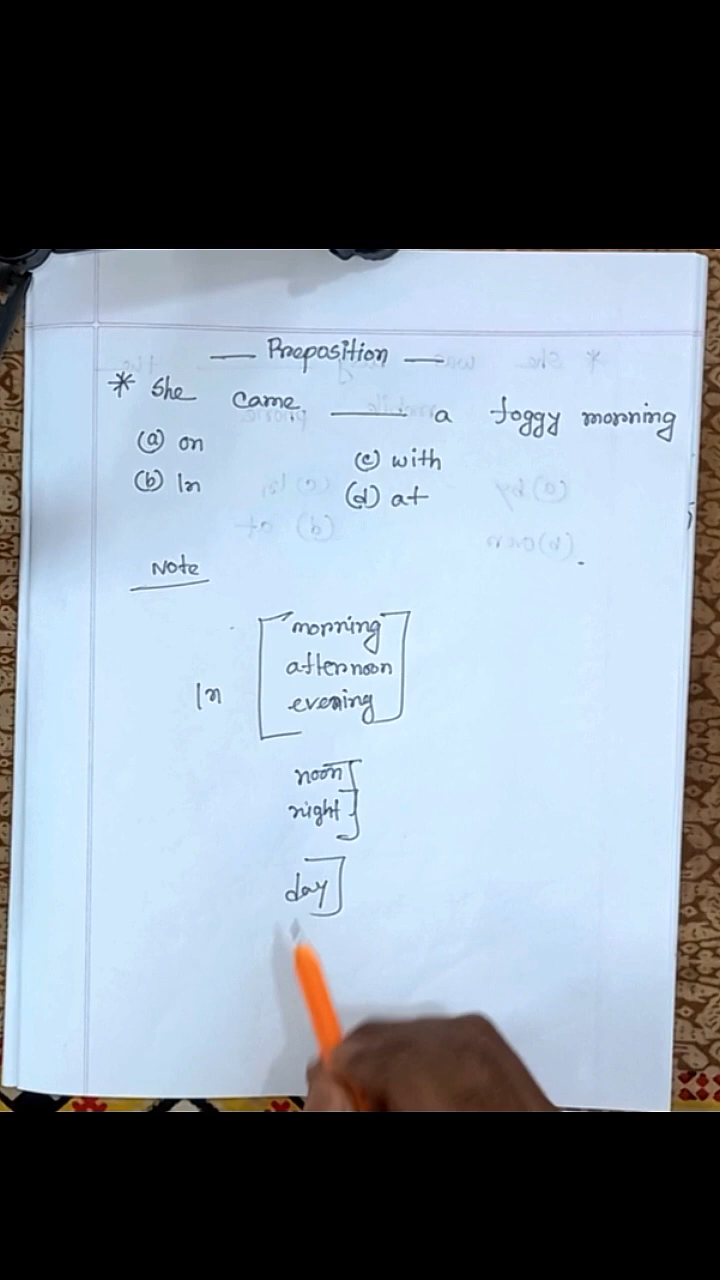 — Preposition —
* She came ____ a foggy morning
(a) on (c) with
(b) In (d) at
Note
In
morning
afternoon
evening
noon
night
day